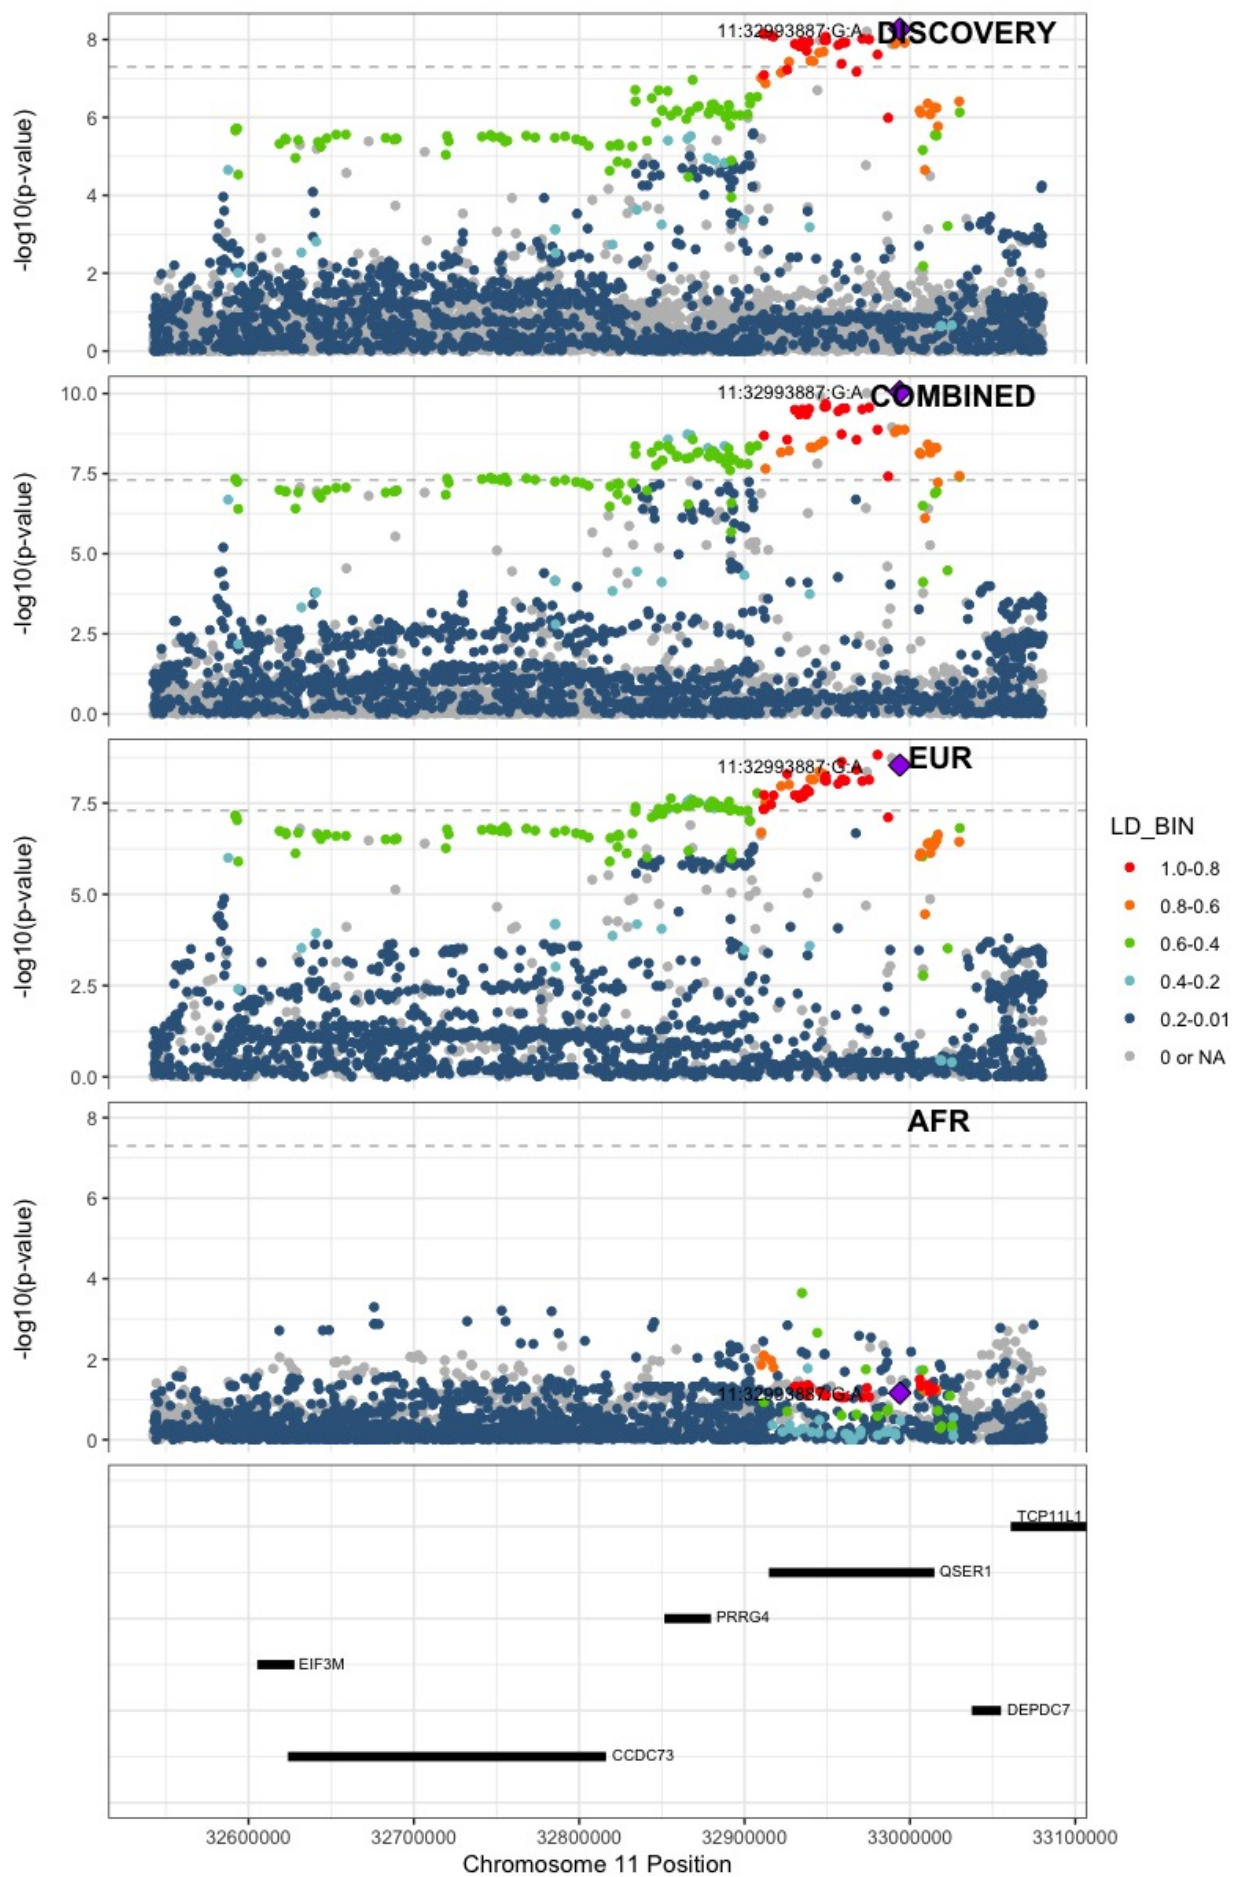 11:32993887:G:A
DISCOVERY
8
6
4
2
0
-log10(p-value)
11:32993887:G:A
COMBINED
10.0
7.5
5.0
2.5
0.0
-log10(p-value)
11:32993887:G:A
EUR
7.5
5.0
2.5
0.0
-log10(p-value)
LD_BIN
1.0-0.8
0.8-0.6
0.6-0.4
0.4-0.2
0.2-0.01
0 or NA
AFR
8
6
4
2
0
-log10(p-value)
11:32993887:G:A
TCP11L1
QSER1
PRRG4
EIF3M
DEPDC7
CCDC73
32600000 32700000 32800000 32900000 33000000 33100000
Chromosome 11 Position